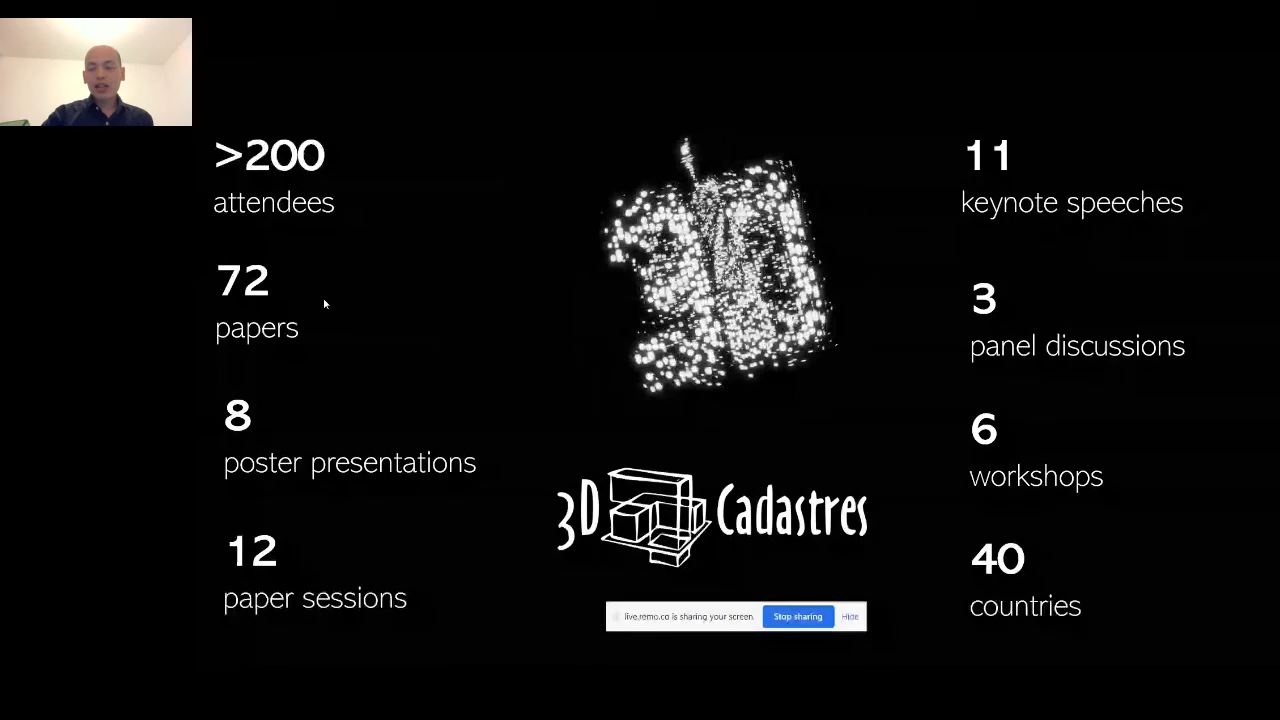 >200
attendees
72
papers
8
poster presentations
12
paper sessions
3D Cadastres
live.remo.co is sharing your screen.
Stop sharing
Hide
11
keynote speeches
3
panel discussions
6
workshops
40
countries